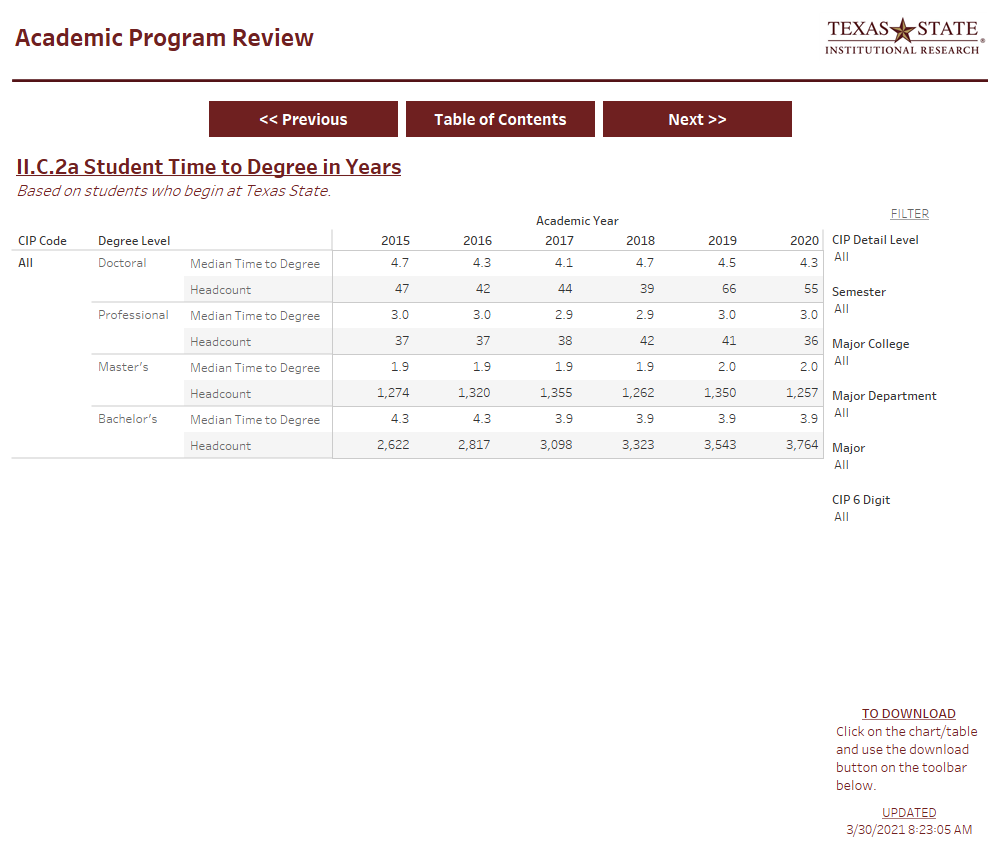 Academic Program Review
TEXAS STATE®
INSTITUTIONAL RESEARCH
<< Previous
Table of Contents
Next >>
II.C.2a Student Time to Degree in Years
Based on students who begin at Texas State.
Academic Year
CIP Code Degree Level 2015 2016 2017 2018 2019 2020
All Doctoral Median Time to Degree 4.7 4.3 4.1 4.7 4.5 4.3
Headcount 47 42 44 39 66 55
Professional Median Time to Degree 3.0 3.0 2.9 2.9 3.0 3.0
Headcount 37 37 38 42 41 36
Master's Median Time to Degree 1.9 1.9 1.9 1.9 2.0 2.0
Headcount 1,274 1,320 1,355 1,262 1,350 1,257
Bachelor's Median Time to Degree 4.3 4.3 3.9 3.9 3.9 3.9
Headcount 2,622 2,817 3,098 3,323 3,543 3,764
FILTER
CIP Detail Level
All
Semester
All
Major College
All
Major Department
All
Major
All
CIP 6 Digit
All
TO DOWNLOAD
Click on the chart/table
and use the download
button on the toolbar
below.
UPDATED
3/30/2021 8:23:05 AM